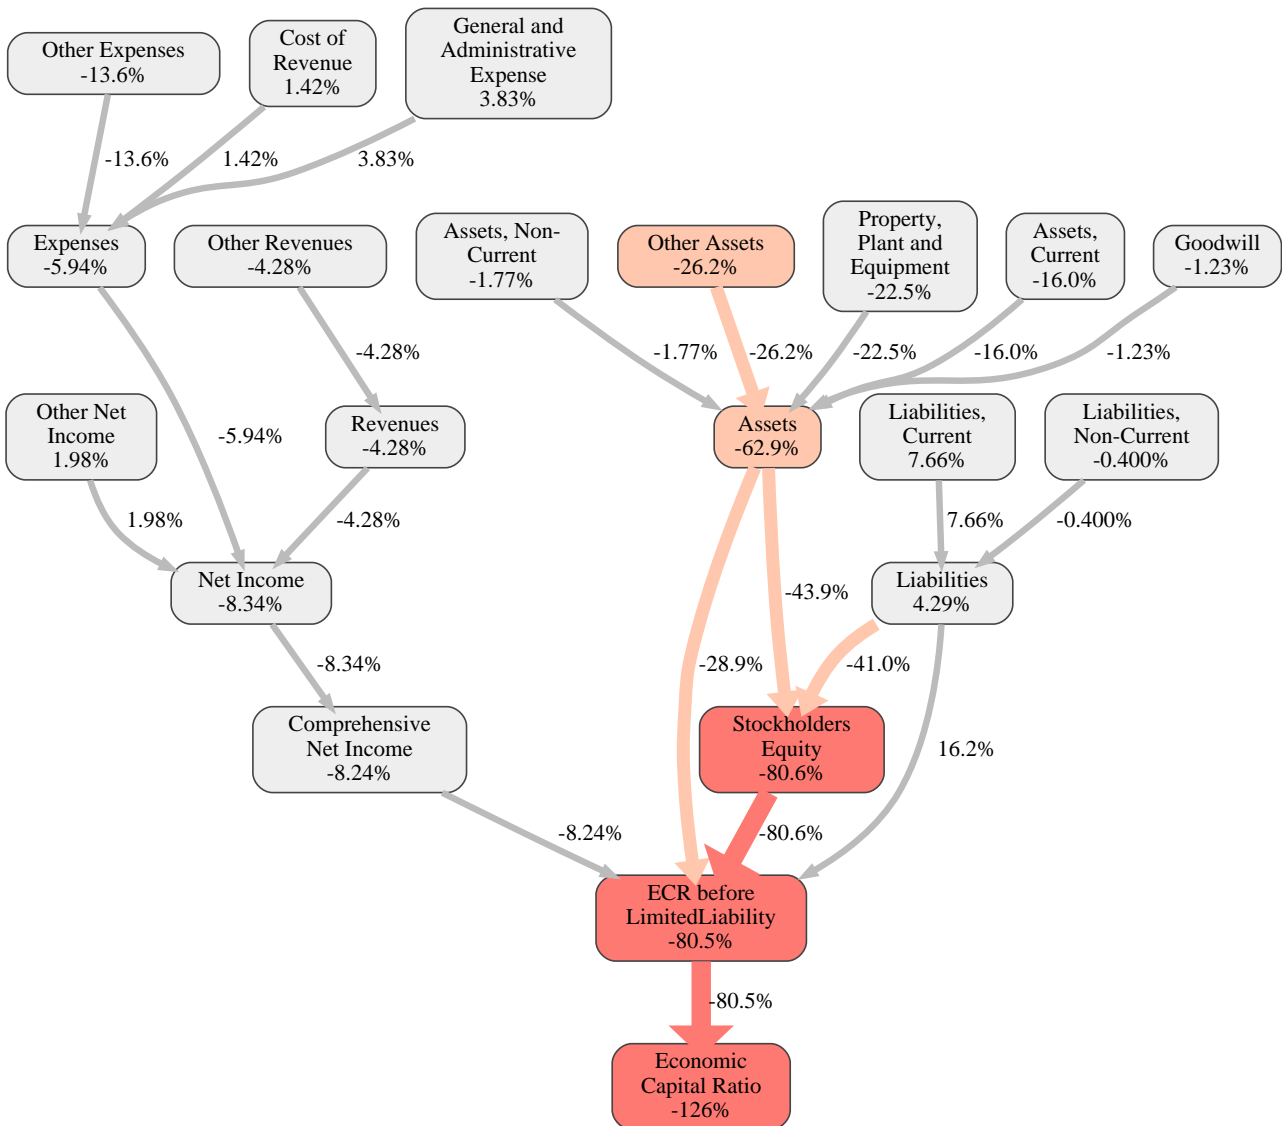 Other Expenses
-13.6%
Cost of
Revenue
1.42%
General and
Administrative
Expense
3.83%
-13.6%
1.42%
3.83%
Expenses
-5.94%
Other Revenues
-4.28%
Assets, Non-
Current
-1.77%
Other Assets
-26.2%
Property,
Plant and
Equipment
-22.5%
Assets,
Current
-16.0%
Goodwill
-1.23%
-4.28%
-1.77%
-26.2%
-22.5%
-16.0%
-1.23%
Other Net
Income
1.98%
-5.94%
Revenues
-4.28%
Assets
-62.9%
Liabilities,
Current
7.66%
Liabilities,
Non-Current
-0.400%
1.98%
-4.28%
7.66%
-0.400%
Net Income
-8.34%
-43.9%
Liabilities
4.29%
-8.34%
-28.9%
-41.0%
Comprehensive
Net Income
-8.24%
Stockholders
Equity
-80.6%
16.2%
-8.24%
-80.6%
ECR before
LimitedLiability
-80.5%
-80.5%
Economic
Capital Ratio
-126%